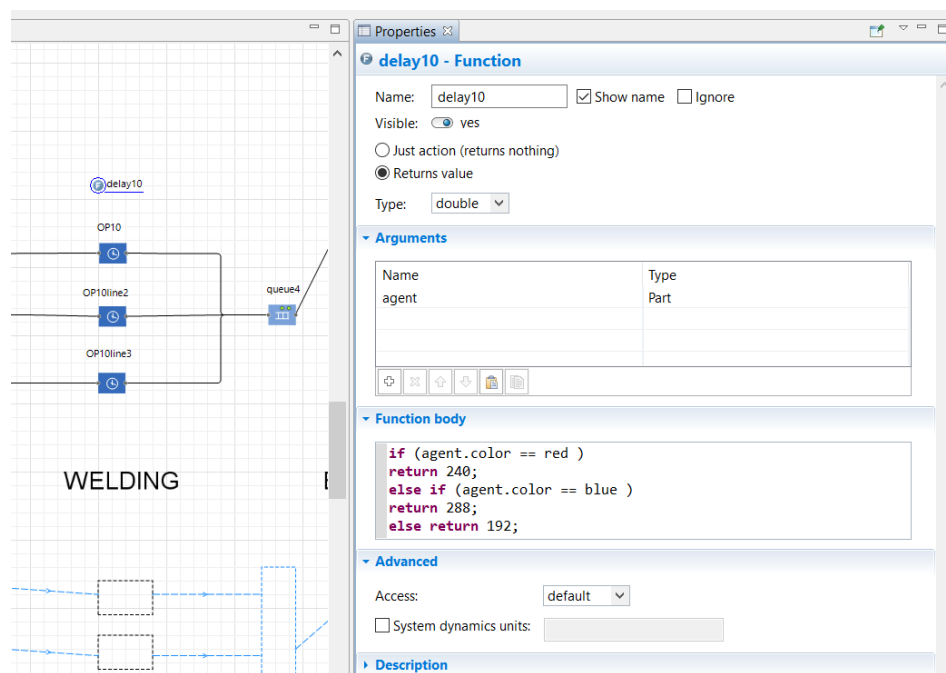 Properties
delay10 - Function
Name: delay10 Show name Ignore
Visible: yes
Just action (returns nothing)
Returns value
Type: double
Arguments
Name Type
agent Part
Function body
if (agent.color == red )
return 240;
else if (agent.color == blue )
return 288;
else return 192;
Advanced
Access: default
System dynamics units:
Description
delay10
OP10
OP10line2
queue4
OP10line3
WELDING